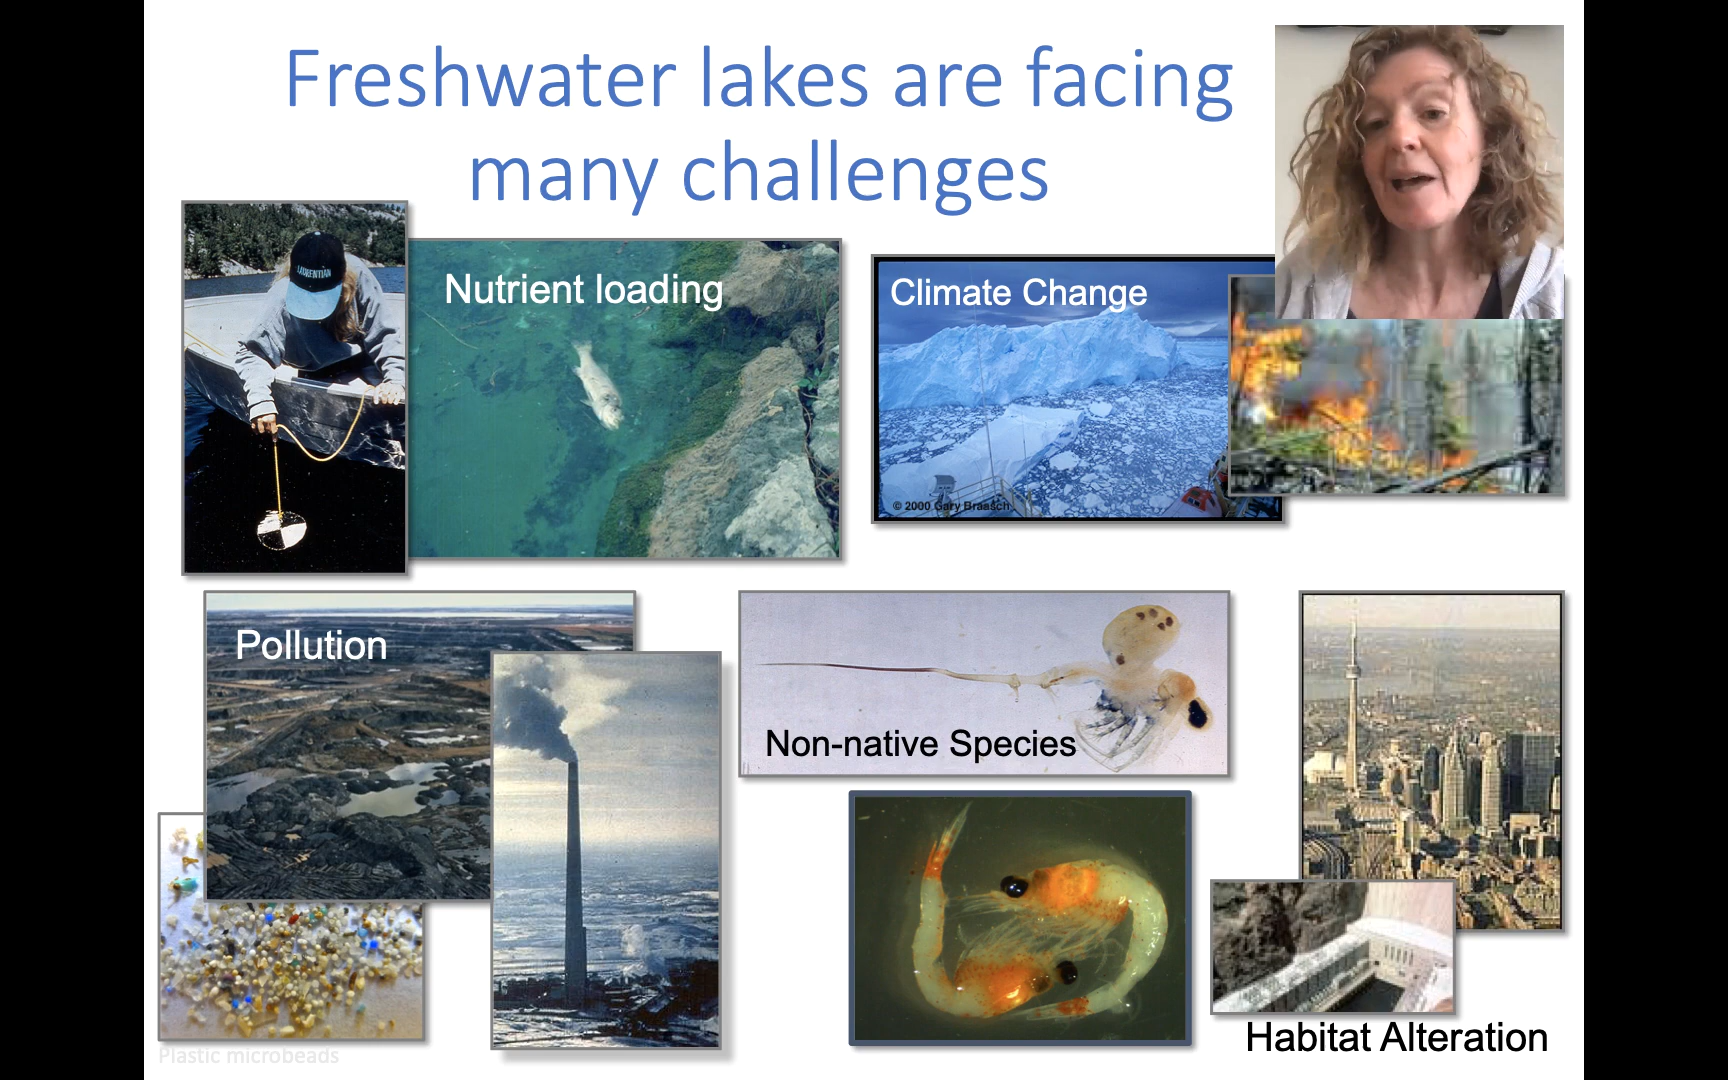 Freshwater lakes are facing
many challenges
LAURENTIAN
Nutrient loading
Climate Change
© 2000 Gary Braasch
Pollution
Non-native Species
Plastic microbeads
Habitat Alteration